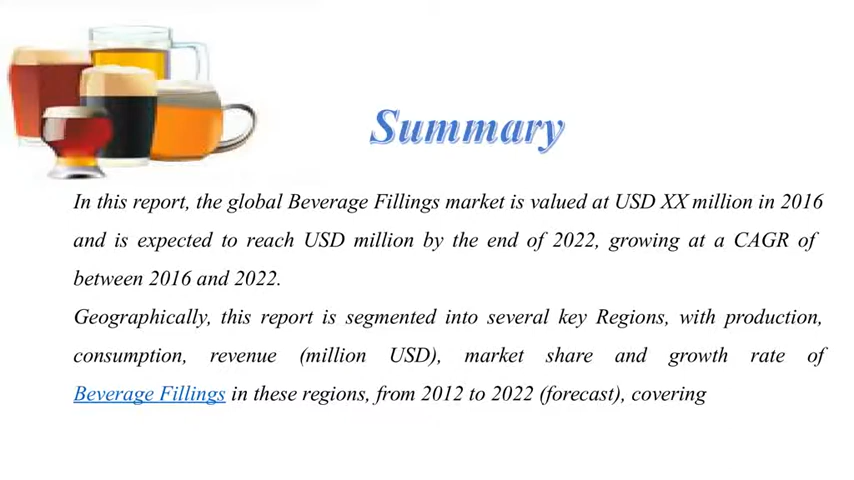 Summary
In this report, the global Beverage Fillings market is valued at USD XX million in 2016
and is expected to reach USD million by the end of 2022, growing at a CAGR of
between 2016 and 2022.
Geographically, this report is segmented into several key Regions, with production,
consumption, revenue (million USD), market share and growth rate of
Beverage Fillings in these regions, from 2012 to 2022 (forecast), covering